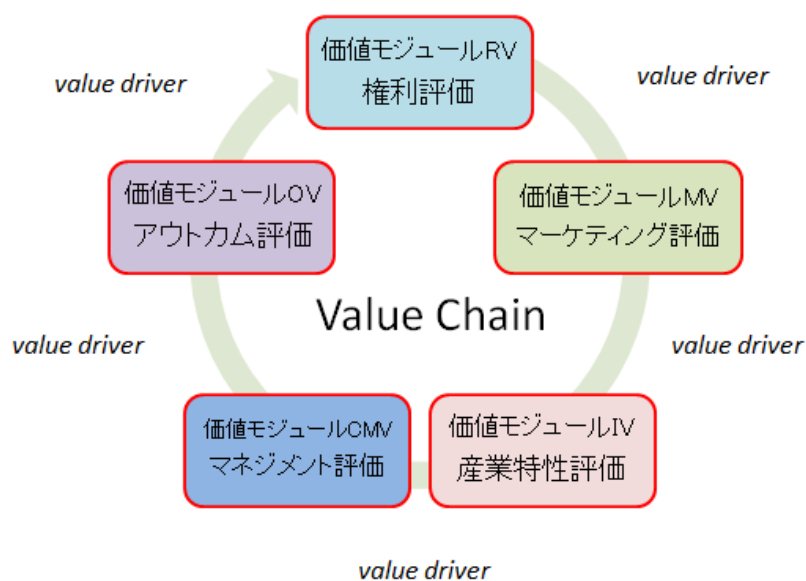 価値モジュールRV
権利評価
value driver
value driver
価値モジュールOV
アウトカム評価
価値モジュールMV
マーケティング評価
Value Chain
value driver
value driver
価値モジュールCMV
マネジメント評価
価値モジュールIV
産業特性評価
value driver